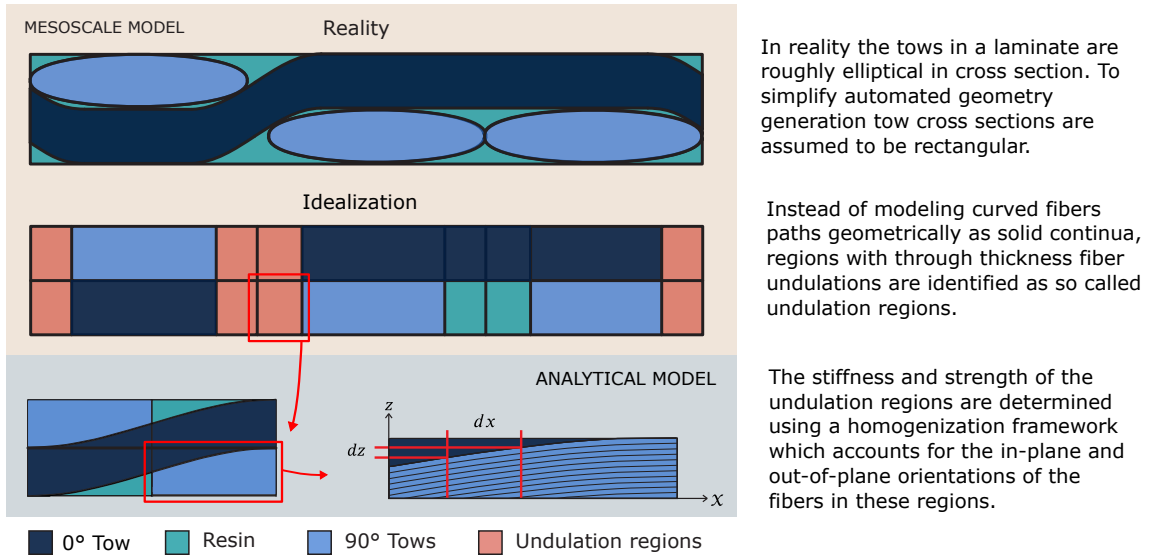 MESOSCALE MODEL
Reality
In reality the tows in a laminate are
roughly elliptical in cross section. To
simplify automated geometry
generation tow cross sections are
assumed to be rectangular.
Idealization
Instead of modeling curved fibers
paths geometrically as solid continua,
regions with through thickness fiber
undulations are identified as so called
undulation regions.
ANALYTICAL MODEL
z
dx
dz
x
The stiffness and strength of the
undulation regions are determined
using a homogenization framework
which accounts for the in-plane and
out-of-plane orientations of the
fibers in these regions.
0° Tow
Resin
90° Tows
Undulation regions